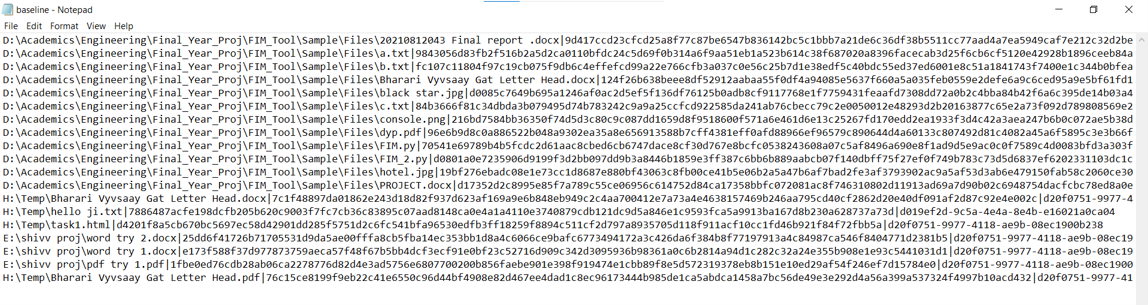 baseline - Notepad
File Edit Format View Help
D:\Academics\Engineering\Final_Year_Proj\FIM_Tool\Sample\Files\20210812043 Final report .docx|9d417ccd23cfcd25a8f77c87be6547b836142bc5c1bbb7a21de6c36df38b5511cc77aad4a7ea5949caf7e212c32d2be
D:\Academics\Engineering\Final_Year_Proj\FIM_Tool\Sample\Files\a.txt|9843056d83fb2f516b2a5d2ca0110bfdc24c5d69f0b314a6f9aa51eb1a523b614c38f687020a8396facecab3d25f6cb6cf5120e42928b1896ceeb84a
D:\Academics\Engineering\Final_Year_Proj\FIM_Tool\Sample\Files\b.txt|fc107c11804f97c19cb075f9db6c4effefcd99a22e766cfb3a037c0e56c25b7d1e38edf5c40bdc55ed37ed6001e8c51a1841743f7400e1c344b0bfea
D:\Academics\Engineering\Final_Year_Proj\FIM_Tool\Sample\Files\Bharari Vyvsaay Gat Letter Head.docx|124f26b638beee8df52912aabaa55f0df4a94085e5637f660a5a035feb0559e2defe6a9c6ced95a9e5bf61fd1
D:\Academics\Engineering\Final_Year_Proj\FIM_Tool\Sample\Files\black star.jpg|d0085c7649b695a1246af0ac2d5ef5f136df76125b0adb8cf9117768e1f7759431feaafd7308dd72a0b2c4bba84b42f6a6c395de14b03a4
D:\Academics\Engineering\Final_Year_Proj\FIM_Tool\Sample\Files\c.txt|84b3666f81c34dbda3b079495d74b783242c9a9a25ccfcd922585da241ab76cbecc79c2e0050012e48293d2b20163877c65e2a73f092d789808569e2
D:\Academics\Engineering\Final_Year_Proj\FIM_Tool\Sample\Files\console.png|216bd7584bb36350f74d5d3c80c9c087dd1659d8f9518600f571a6e461d6e13c25267fd170edd2ea1933f3d4c42a3aea247b6b0c072ae5b38d
D:\Academics\Engineering\Final_Year_Proj\FIM_Tool\Sample\Files\dyp.pdf|96e6b9d8c0a886522b048a9302ea35a8e656913588b7cff4381eff0afd88966ef96579c890644d4a60133c807492d81c4082a45a6f5895c3e3b66f
D:\Academics\Engineering\Final_Year_Proj\FIM_Tool\Sample\Files\FIM.py|70541e69789b4b5fcdc2d61aac8cbed6cb6747dace8cf30d767e8bcfc0538243608a07c5af8496a690e8f1ad9d5e9ac0c0f7589c4d0083bfd3a303f
D:\Academics\Engineering\Final_Year_Proj\FIM_Tool\Sample\Files\FIM_2.py|d0801a0e7235906d9199f3d2bb097dd9b3a8446b1859e3ff387c6bb6b889aabcb07f140dbff75f27ef0f749b783c73d5d6837ef6202331103dc1c
D:\Academics\Engineering\Final_Year_Proj\FIM_Tool\Sample\Files\hotel.jpg|19bf276ebadc08e1e73cc1d8687e880bf43063c8fb00ce41b5e06b2a5a47b6af7bad2fe3af3793902ac9a5af53d3ab6e479150fab58c2060ce30
D:\Academics\Engineering\Final_Year_Proj\FIM_Tool\Sample\Files\PROJECT.docx|d17352d2c8995e85f7a789c55ce06956c614752d84ca17358bbfc072081ac8f746310802d11913ad69a7d90b02c6948754dacfcbc78ed8a0e
H:\Temp\Bharari Vyvsaay Gat Letter Head.docx|7c1f48897da01862e243d18d82f937d623af169a9e6b848eb949c2c4aa700412e7a73a4e4638157469b246aa795cd40cf2862d20e40df091af2d87c92e4e002c|d20f0751-9977-4
H:\Temp\hello ji.txt|7886487acfe198dcfb205b620c9003f7fc7cb36c83895c07aad8148ca0e4a1a4110e3740879cdb121dc9d5a846e1c9593fca5a9913ba167d8b230a628737a73d|d019ef2d-9c5a-4e4a-8e4b-e16021a0ca04
H:\Temp\task1.html|d4201f8a5cb670bc5697ec58d42901dd285f5751d2c6fc541bfa96530edfb3ff18259f8894c511cf2d797a8935705d118f911acf10cc1fd46b921f84f72fbb5a|d20f0751-9977-4118-ae9b-08ec1900b238
E:\shivv proj\word try 2.docx|25dd6f41726b71705531d9da5ae00fffa8cb5fba14ec353bb1d8a4c6066ce9bafc6773494172a3c426da6f384b8f77197913a4c84987ca546f84047 71d2381b5|d20f0751-9977-4118-ae9b-08ec19
E:\shivv proj\word try 1.docx|e173f588f37d977873759aeca57f48f67b5bb4dcf3ecf91e0bf23c52716d909c342d3095936b98361a0c6b2814a94d1c282c32a24e355b908e1e93c5441031d1|d20f0751-9977-4118-ae9b-08ec19
E:\shivv proj\pdf try 1.pdf|1fbe0ed76cdb28ab06ca2278776d82d4e3ad5756e6807700200b856faebe901e398f919474e1cbb89f8e5d572319378eb8b151e10ed29af54f246ef7d15784e0|d20f0751-9977-4118-ae9b-08ec1900
H:\Temp\Bharari Vyvsaay Gat Letter Head.pdf|76c15ce8199f9eb22c41e6550c96d44bf4908e82d467ee4dad1c8ec96173444b985de1ca5abdca1458a7bc56de49e3e292d4a56a399a537324f4997b10acd432|d20f0751-9977-41